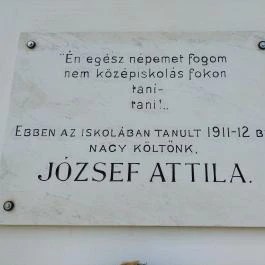 "Én egész népemet fogom
nem középiskolás fokon
taní-
tani!..
EBBEN AZ ISKOLÁBAN TANULT 1911-12 B
NAGY KÖLTŐNK,
JÓZSEF ATTILA.